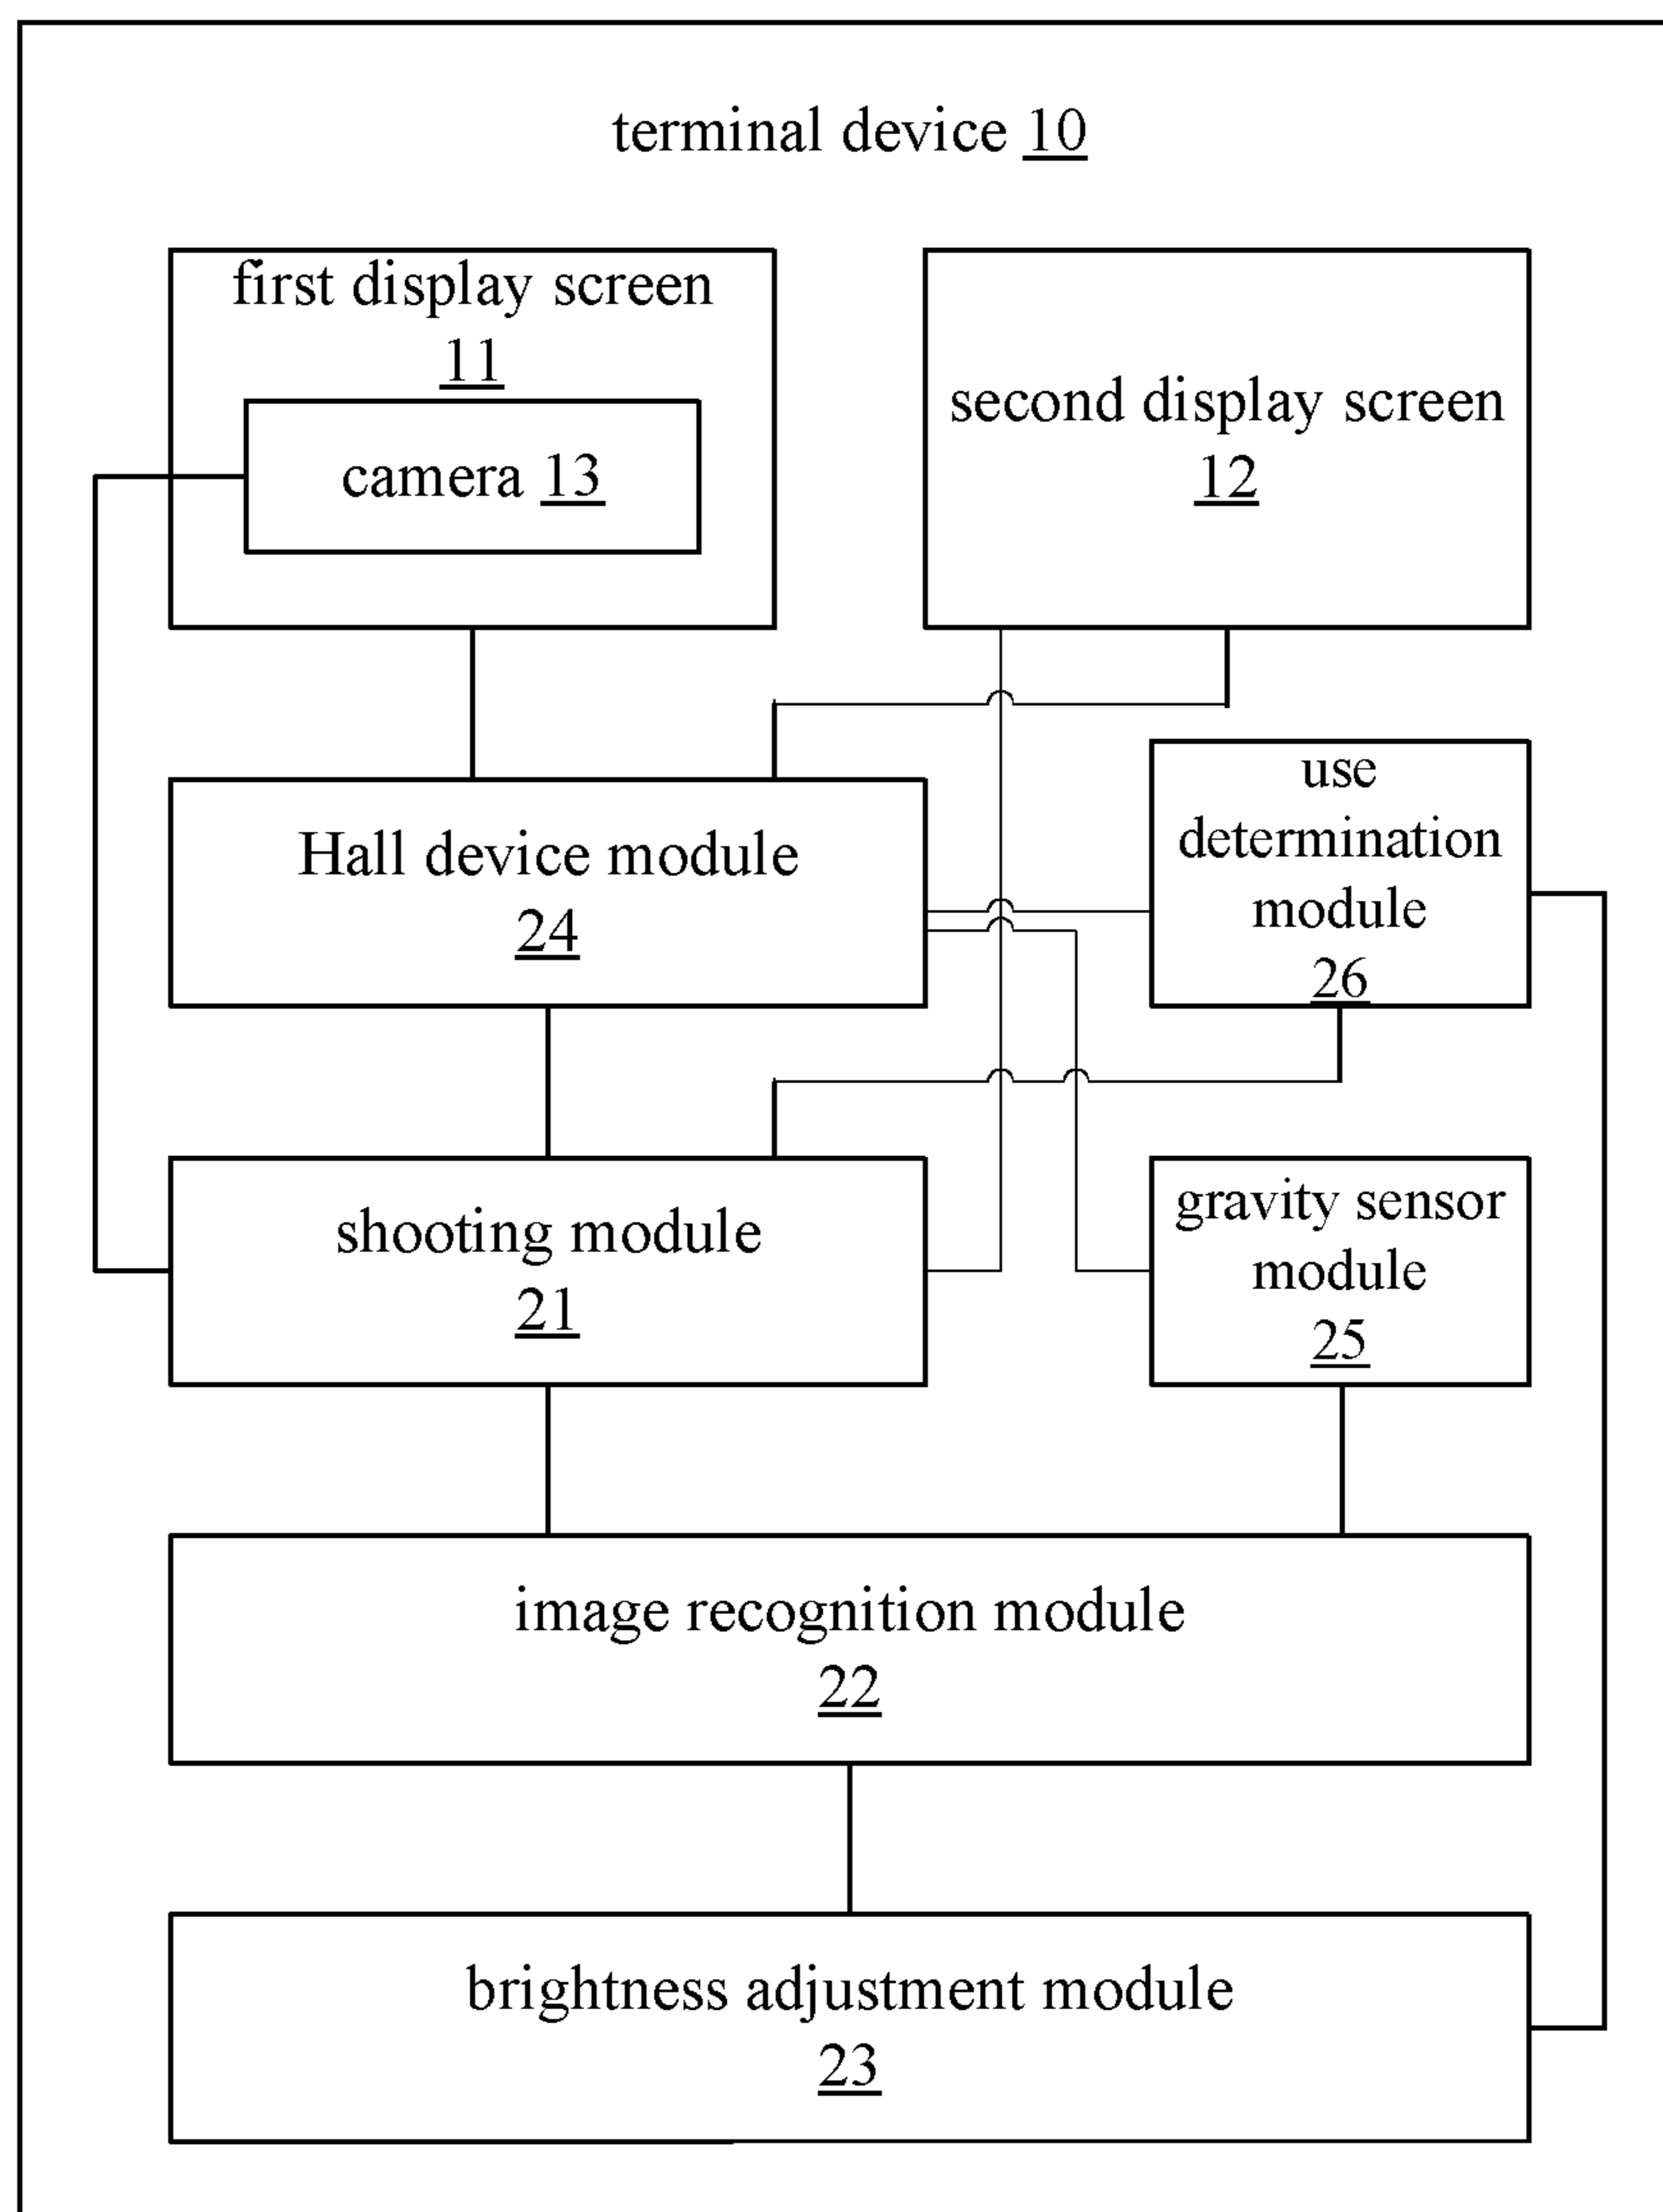 terminal device 10
first display screen
11
camera 13
second display screen
12
Hall device module
24
use
determination
module
26
shooting module
21
gravity sensor
module
25
image recognition module
22
brightness adjustment module
23